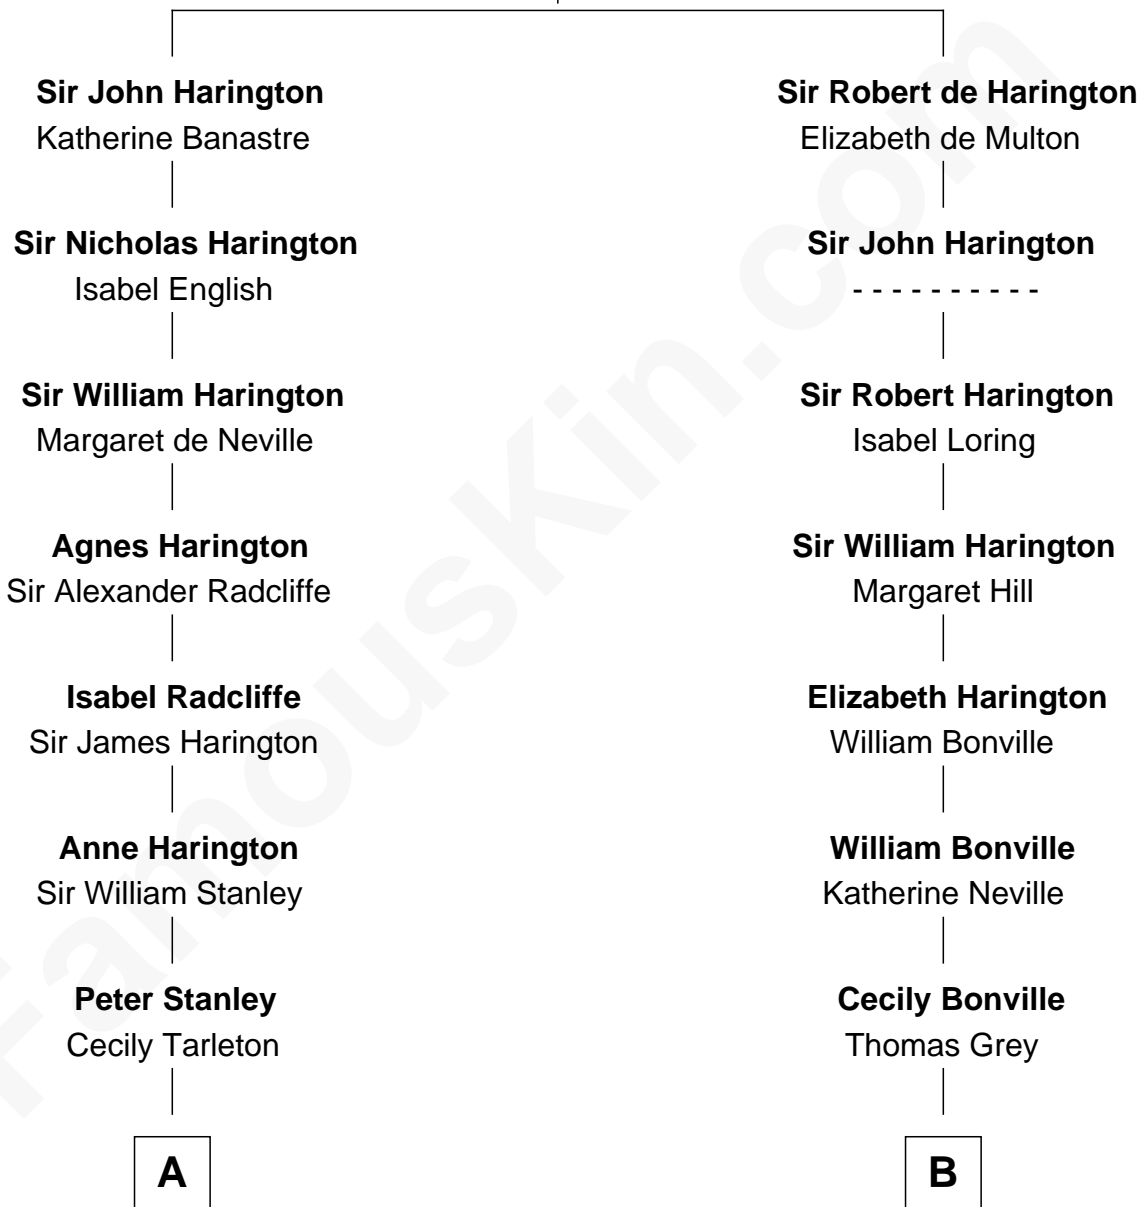 Sir John Harington
Katherine Banastre
Sir Nicholas Harington
Isabel English
Sir William Harington
Margaret de Neville
Agnes Harington
Sir Alexander Radcliffe
Isabel Radcliffe
Sir James Harington
Anne Harington
Sir William Stanley
Peter Stanley
Cecily Tarleton
A
Sir Robert de Harington
Elizabeth de Multon
Sir John Harington
- - - - - - - - - -
Sir Robert Harington
Isabel Loring
Sir William Harington
Margaret Hill
Elizabeth Harington
William Bonville
William Bonville
Katherine Neville
Cecily Bonville
Thomas Grey
B
FamousKin.com